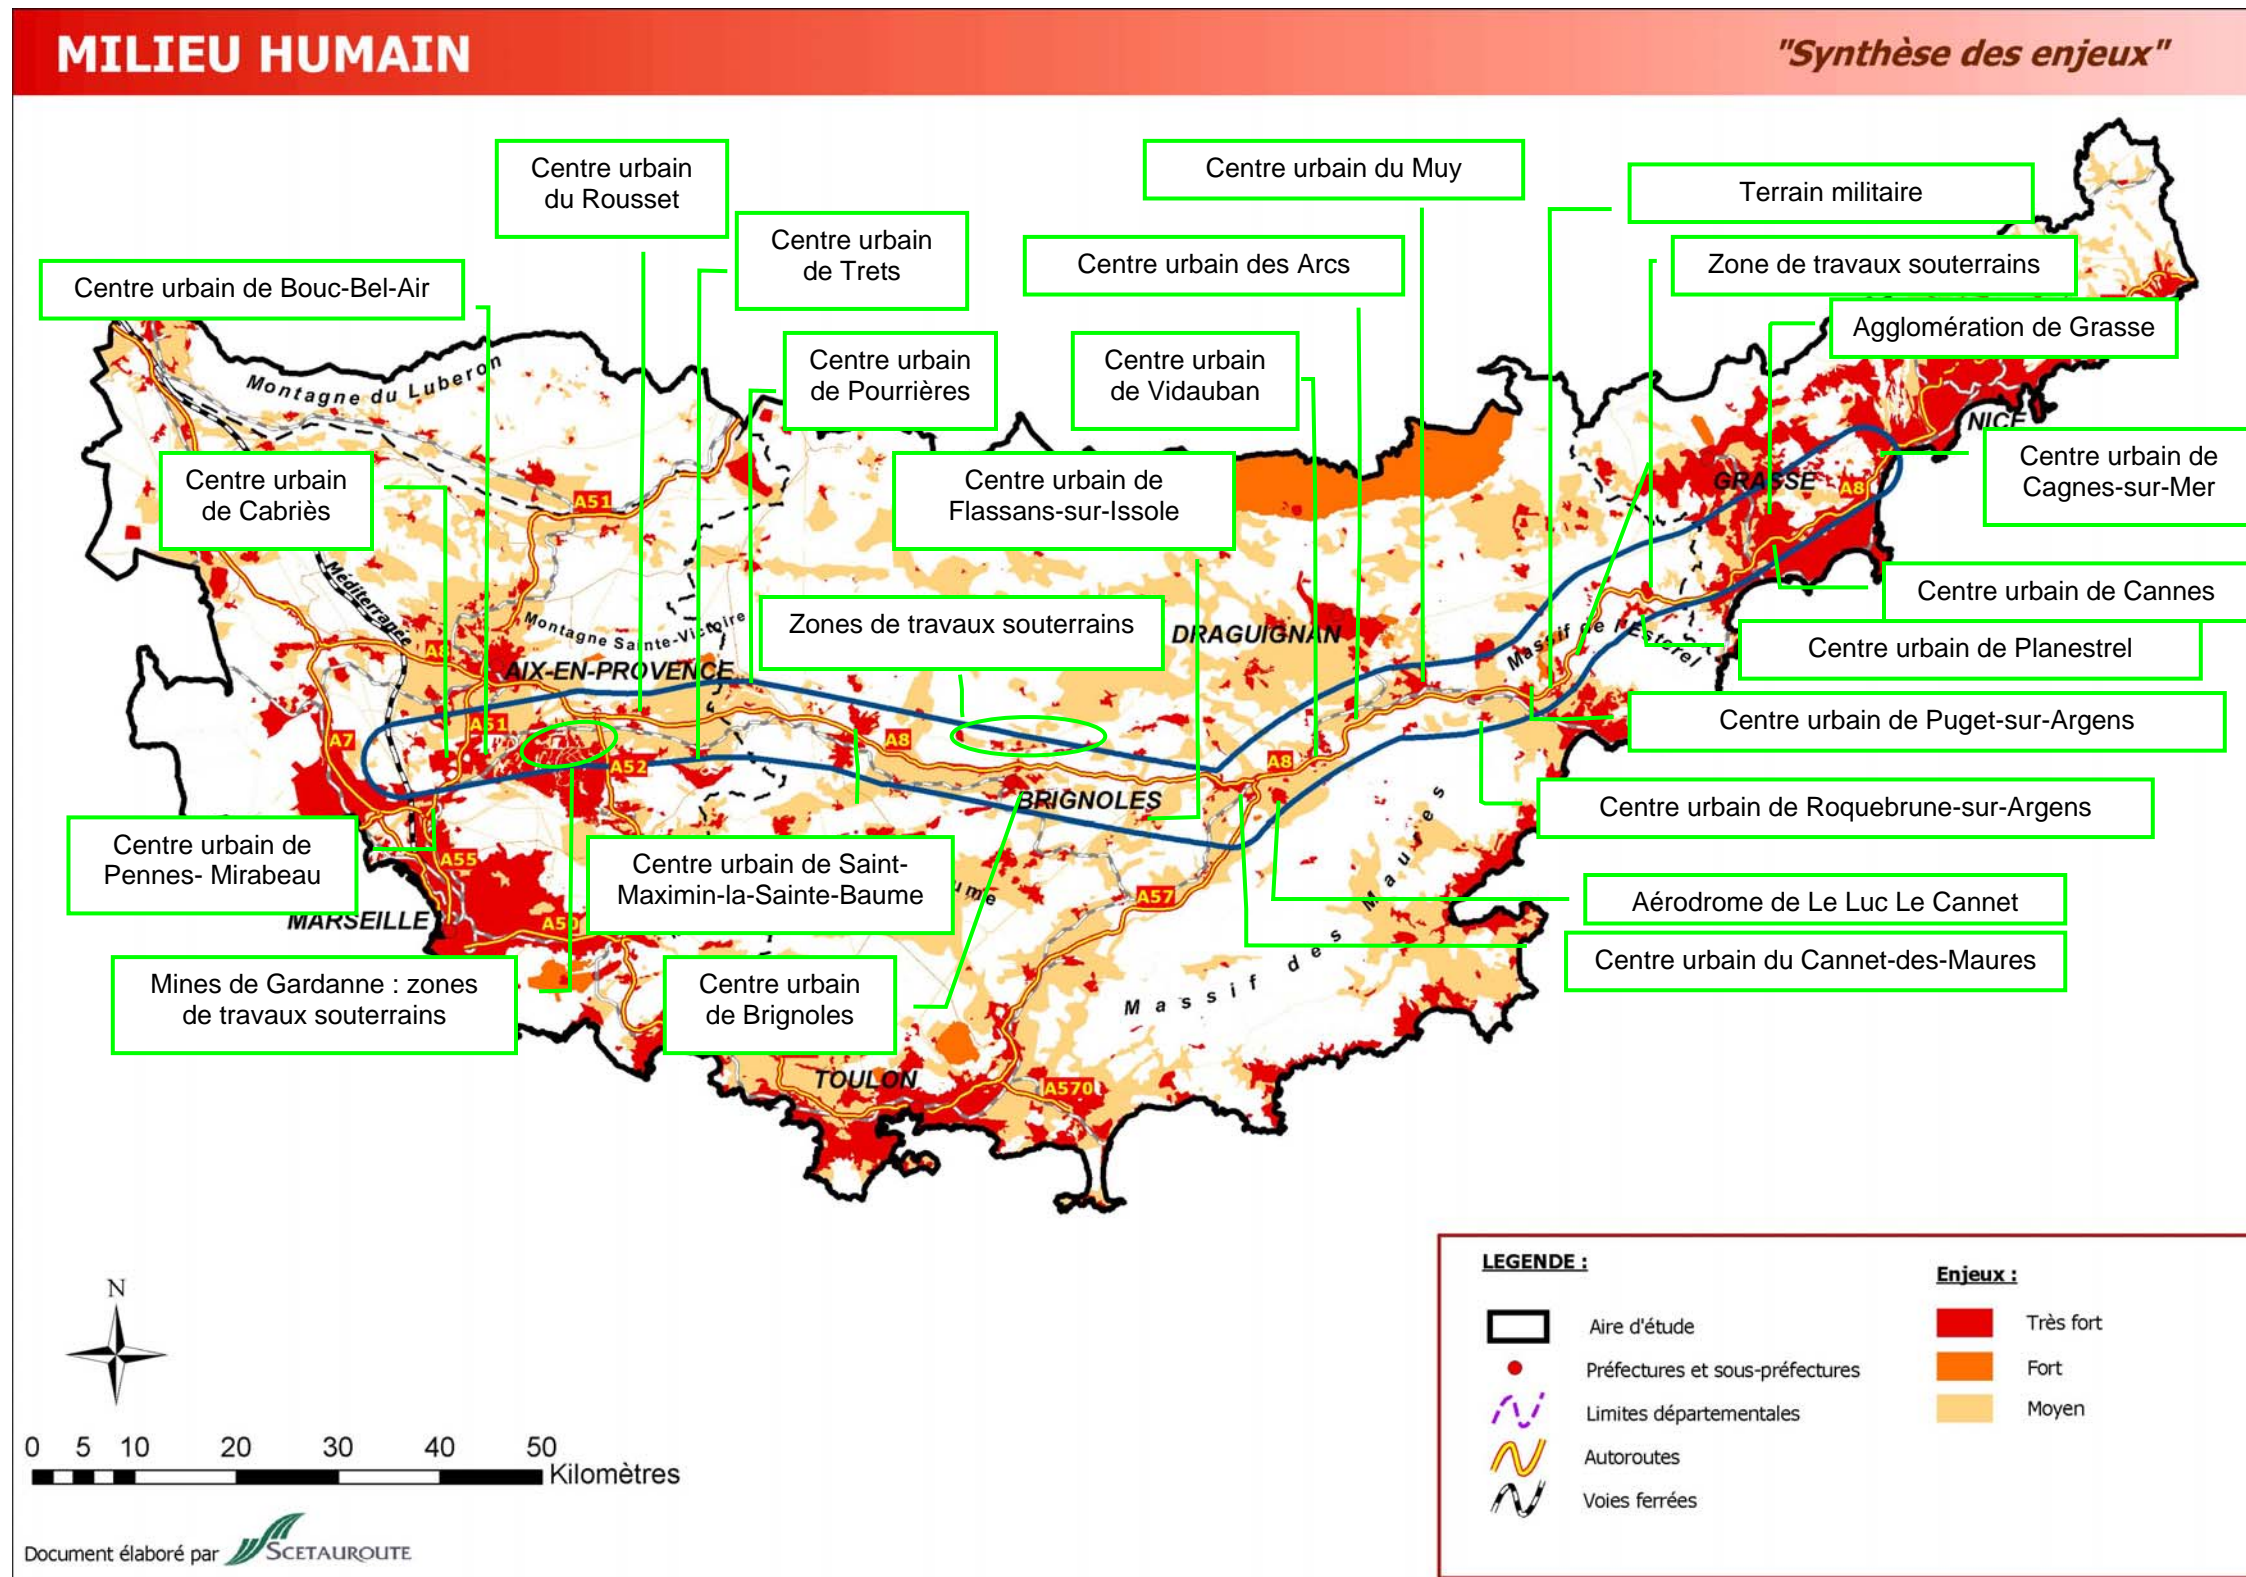 MILIEU HUMAIN
"Synthèse des enjeux"
Centre urbain
du Rousset
Centre urbain du Muy
Terrain militaire
Centre urbain
de Trets
Centre urbain des Arcs
Zone de travaux souterrains
Centre urbain de Bouc-Bel-Air
Agglomération de Grasse
Centre urbain
de Pourrières
Centre urbain
de Vidauban
Montagne du Luberon
NICE
Centre urbain
de Cabriès
Centre urbain de
Flassans-sur-Issole
Centre urbain de
Cagnes-sur-Mer
GRASSE
A8
A51
Méditerranée
Centre urbain de Cannes
Montagne Sainte-Victoire
Zones de travaux souterrains
DRAGUIGNAN
Massif de l'Esterel
Centre urbain de Planestrel
A8
AIX-EN-PROVENCE
Centre urbain de Puget-sur-Argens
A51
A7
A8
A52
A8
BRIGNOLES
Centre urbain de Roquebrune-sur-Argens
Centre urbain de
Pennes- Mirabeau
A55
Centre urbain de Saint-
Maximin-la-Sainte-Baume
ume
A57
Aérodrome de Le Luc Le Cannet
MARSEILLE
A50
Massif des Maures
Centre urbain du Cannet-des-Maures
Mines de Gardanne : zones
de travaux souterrains
Centre urbain
de Brignoles
TOULON
A570
LEGENDE :
Aire d'étude
Préfectures et sous-préfectures
Limites départementales
Autoroutes
Voies ferrées
Enjeux :
Très fort
Fort
Moyen
N
0 5 10 20 30 40 50
Kilomètres
Document élaboré par SCETAUROUTE